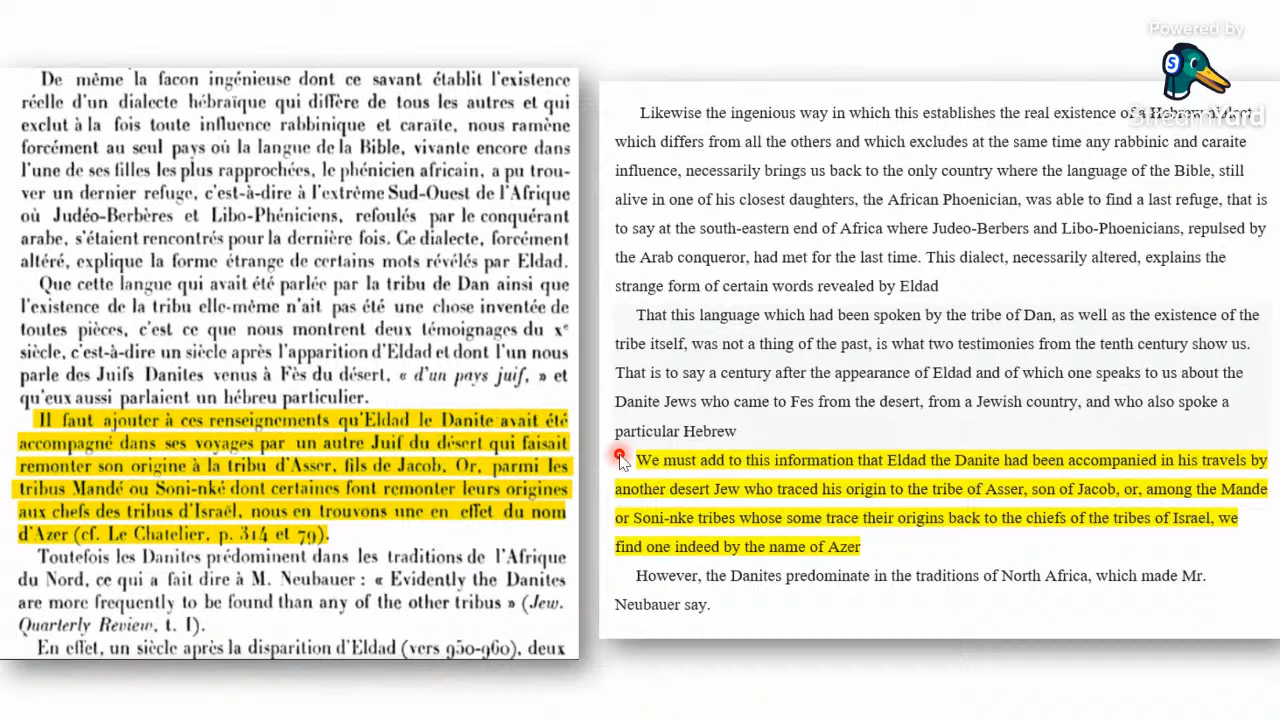 Powered by
StreamYard
De même la facon ingénieuse dont ce savant établit l'existence
réelle d'un dialecte hébraïque qui diffère de tous les autres et qui
exclut à la fois toute influence rabbinique et caraïte, nous ramène
forcément au seul pays où la langue de la Bible, vivante encore dans
l'une de ses filles les plus rapprochées, le phénicien africain, a pu trou-
ver un dernier refuge, c'est-à-dire à l'extrême Sud-Ouest de l'Afrique
où Judéo-Berbères et Libo-Phéniciens, refoulés par le conquérant
arabe, s'étaient rencontrés pour la dernière fois. Ce dialecte, forcément
altéré, explique la forme étrange de certains mots révélés par Eldad.
Que cette langue qui avait été parlée par la tribu de Dan ainsi que
l'existence de la tribu elle-même n'ait pas été une chose inventée de
toutes pièces, c'est ce que nous montrent deux témoignages du xe
siècle, c'est-à-dire un siècle après l'apparition d'Eldad et dont l'un nous
parle des Juifs Danites venus à Fès du désert, « d'un pays juif, » et
qu'eux aussi parlaient un hébreu particulier.
Il faut ajouter à ces renseignements qu'Eldad le Danite avait été
accompagné dans ses voyages par un autre Juif du désert qui faisait
remonter son origine à la tribu d'Asser, fils de Jacob, Or, parmi les
tribus Mandé ou Soni-nké dont certaines font remonter leurs origines
aux chefs des tribus d'Israël, nous en trouvons une en effet du nom
d'Azer (cf. Le Chatelier, p. 314 et 79).
Toutefois les Danites prédominent dans les traditions de l'Afrique
du Nord, ce qui a fait dire à M. Neubauer : « Evidently the Danites
are more frequently to be found than any of the other tribus » (Jew.
Quarterly Review, t. I).
En effet, un siècle après la disparition d'Eldad (vers 950-960), deux
Likewise the ingenious way in which this establishes the real existence of a Hebrew dialect
which differs from all the others and which excludes at the same time any rabbinic and caraite
influence, necessarily brings us back to the only country where the language of the Bible, still
alive in one of his closest daughters, the African Phoenician, was able to find a last refuge, that is
to say at the south-eastern end of Africa where Judeo-Berbers and Libo-Phoenicians, repulsed by
the Arab conqueror, had met for the last time. This dialect, necessarily altered, explains the
strange form of certain words revealed by Eldad
That this language which had been spoken by the tribe of Dan, as well as the existence of the
tribe itself, was not a thing of the past, is what two testimonies from the tenth century show us.
That is to say a century after the appearance of Eldad and of which one speaks to us about the
Danite Jews who came to Fes from the desert, from a Jewish country, and who also spoke a
particular Hebrew
We must add to this information that Eldad the Danite had been accompanied in his travels by
another desert Jew who traced his origin to the tribe of Asser, son of Jacob, or, among the Mande
or Soni-nke tribes whose some trace their origins back to the chiefs of the tribes of Israel, we
find one indeed by the name of Azer
However, the Danites predominate in the traditions of North Africa, which made Mr.
Neubauer say.